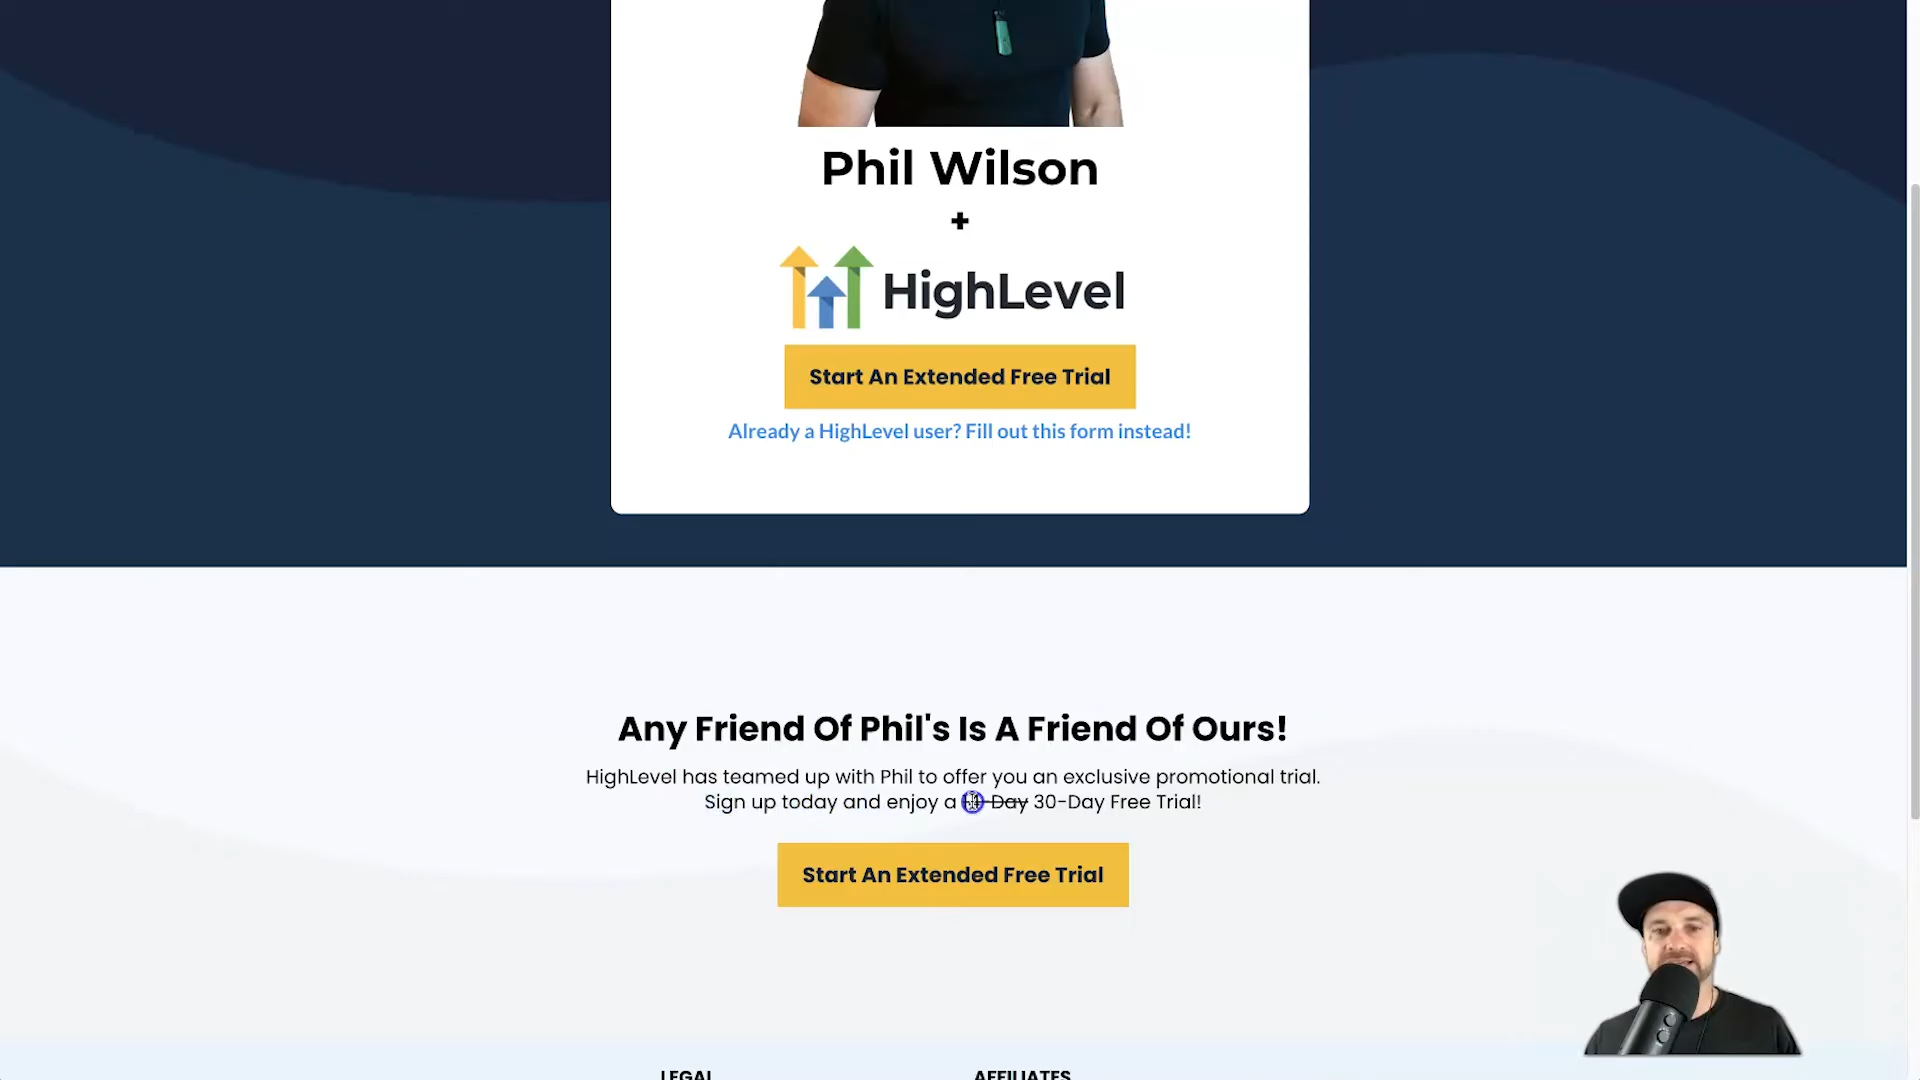 Phil Wilson
+
HighLevel
Start An Extended Free Trial
Already a HighLevel user? Fill out this form instead!
Any Friend Of Phil's Is A Friend Of Ours!
HighLevel has teamed up with Phil to offer you an exclusive promotional trial.
Sign up today and enjoy a Day 30-Day Free Trial!
Start An Extended Free Trial
LEGAL
AFFILIATES